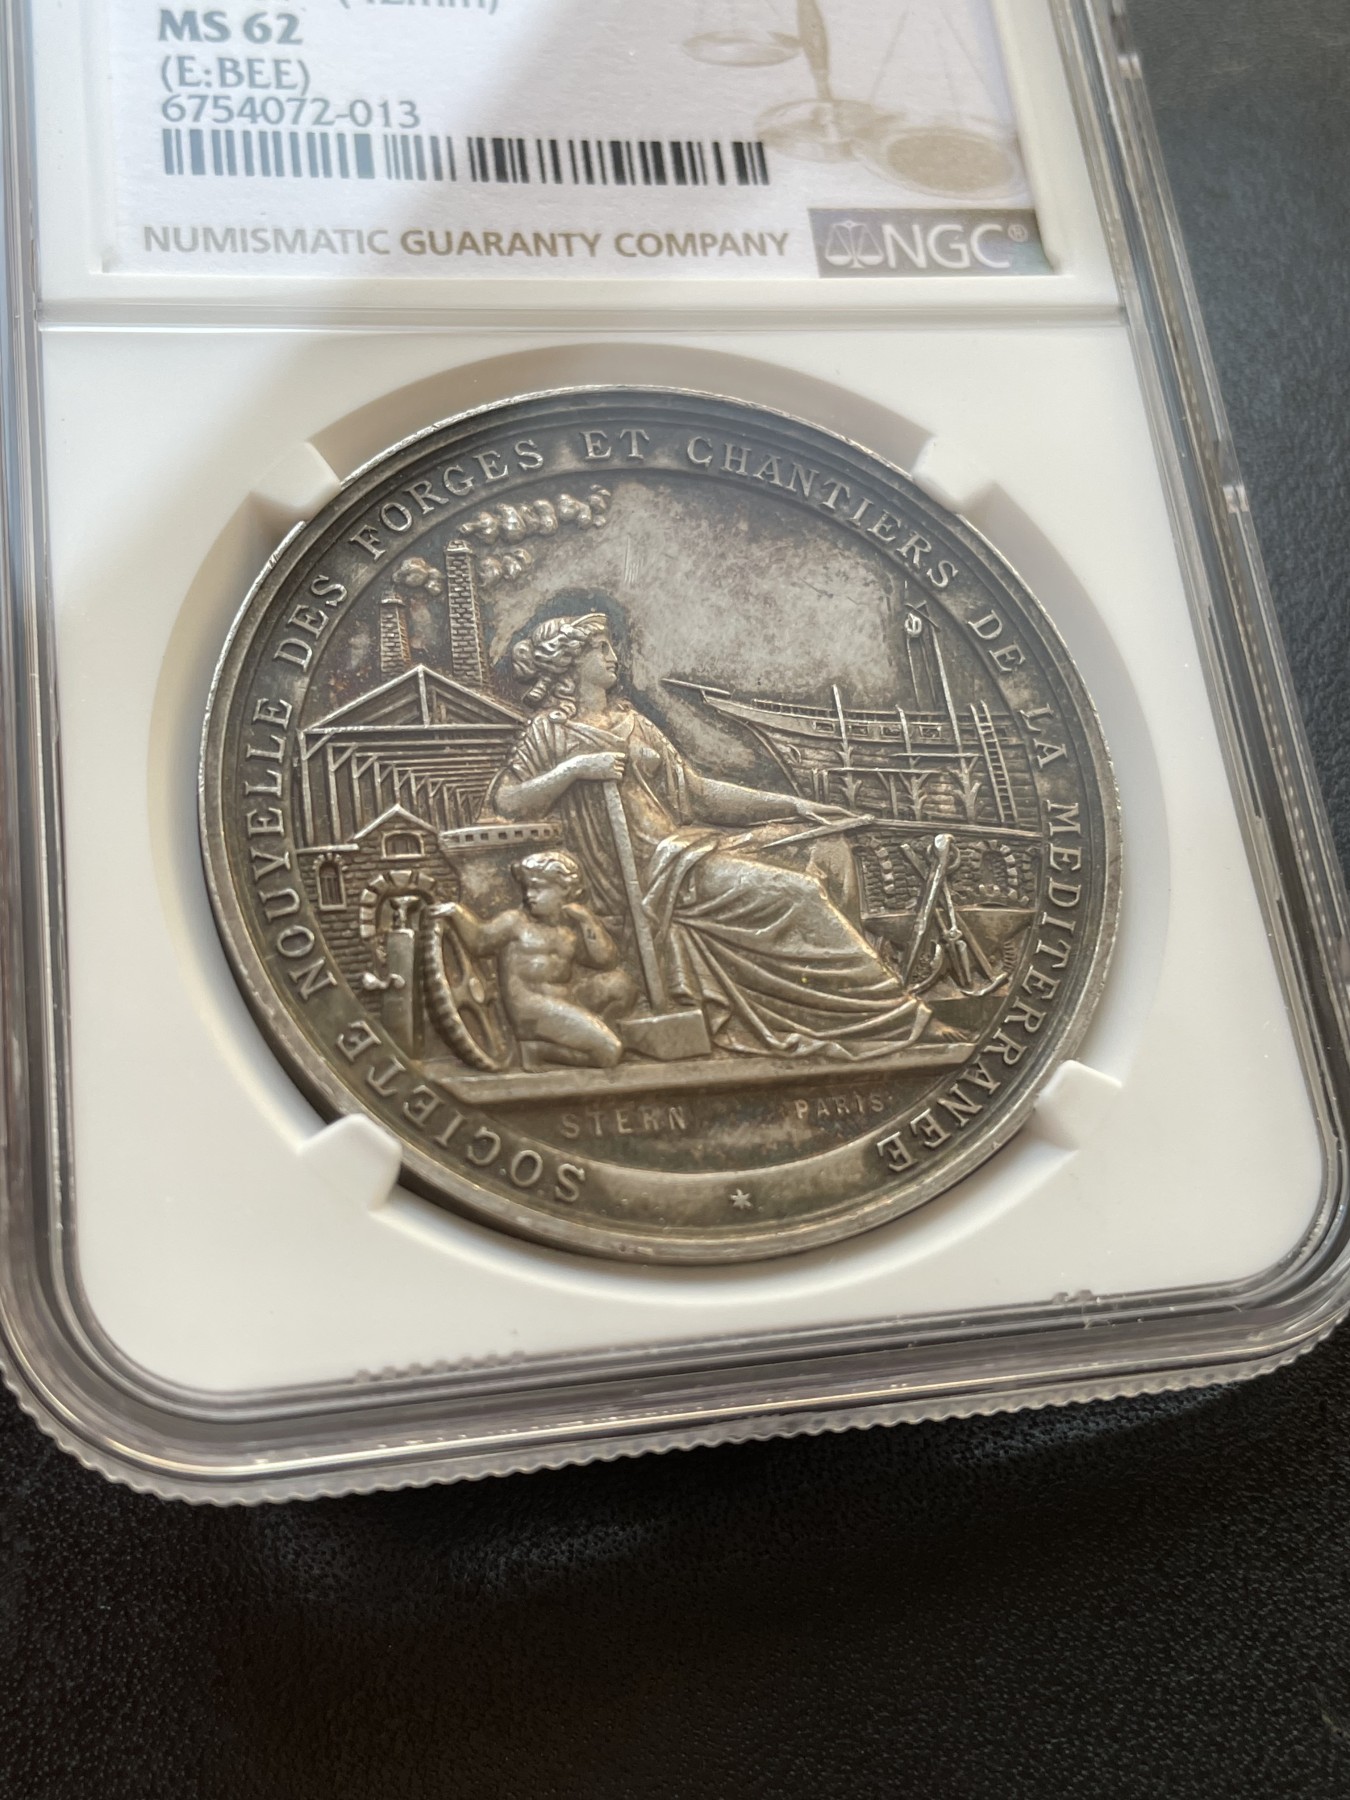 MS 62
(E:BEE)
6754072-013
NUMISMATIC GUARANTY COMPANY
NGC®
SOCIETE NOUVELLE DES FORGES ET CHANTIERS DE LA MEDITERRANEE
STERN PARIS
*